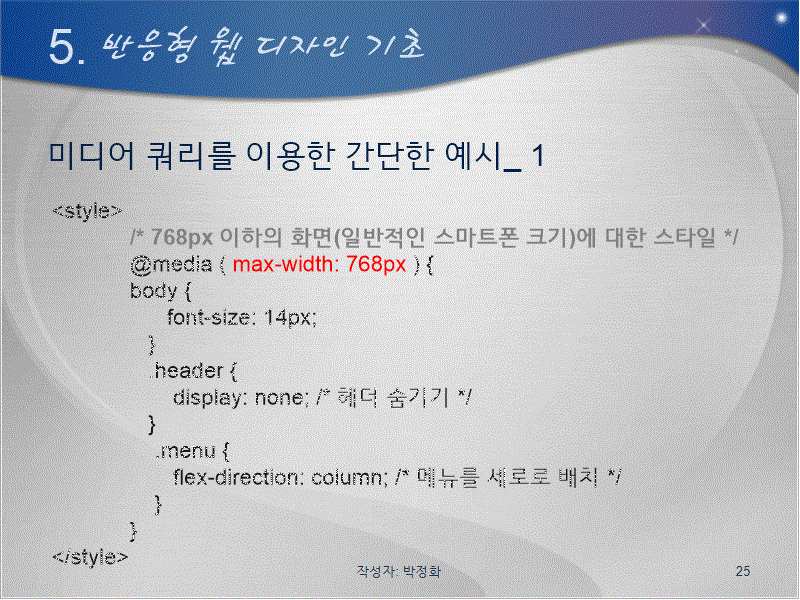 5. 반응형 웹 디자인 기초
미디어 쿼리를 이용한 간단한 예시_ 1
<style>
/* 768px 이하의 화면(일반적인 스마트폰 크기)에 대한 스타일 */
@media ( max-width: 768px ) {
body {
font-size: 14px;
}
.header {
display: none; /* 헤더 숨기기 */
}
.menu {
flex-direction: column; /* 메뉴를 세로로 배치 */
}
}
</style>
작성자: 박정화
25